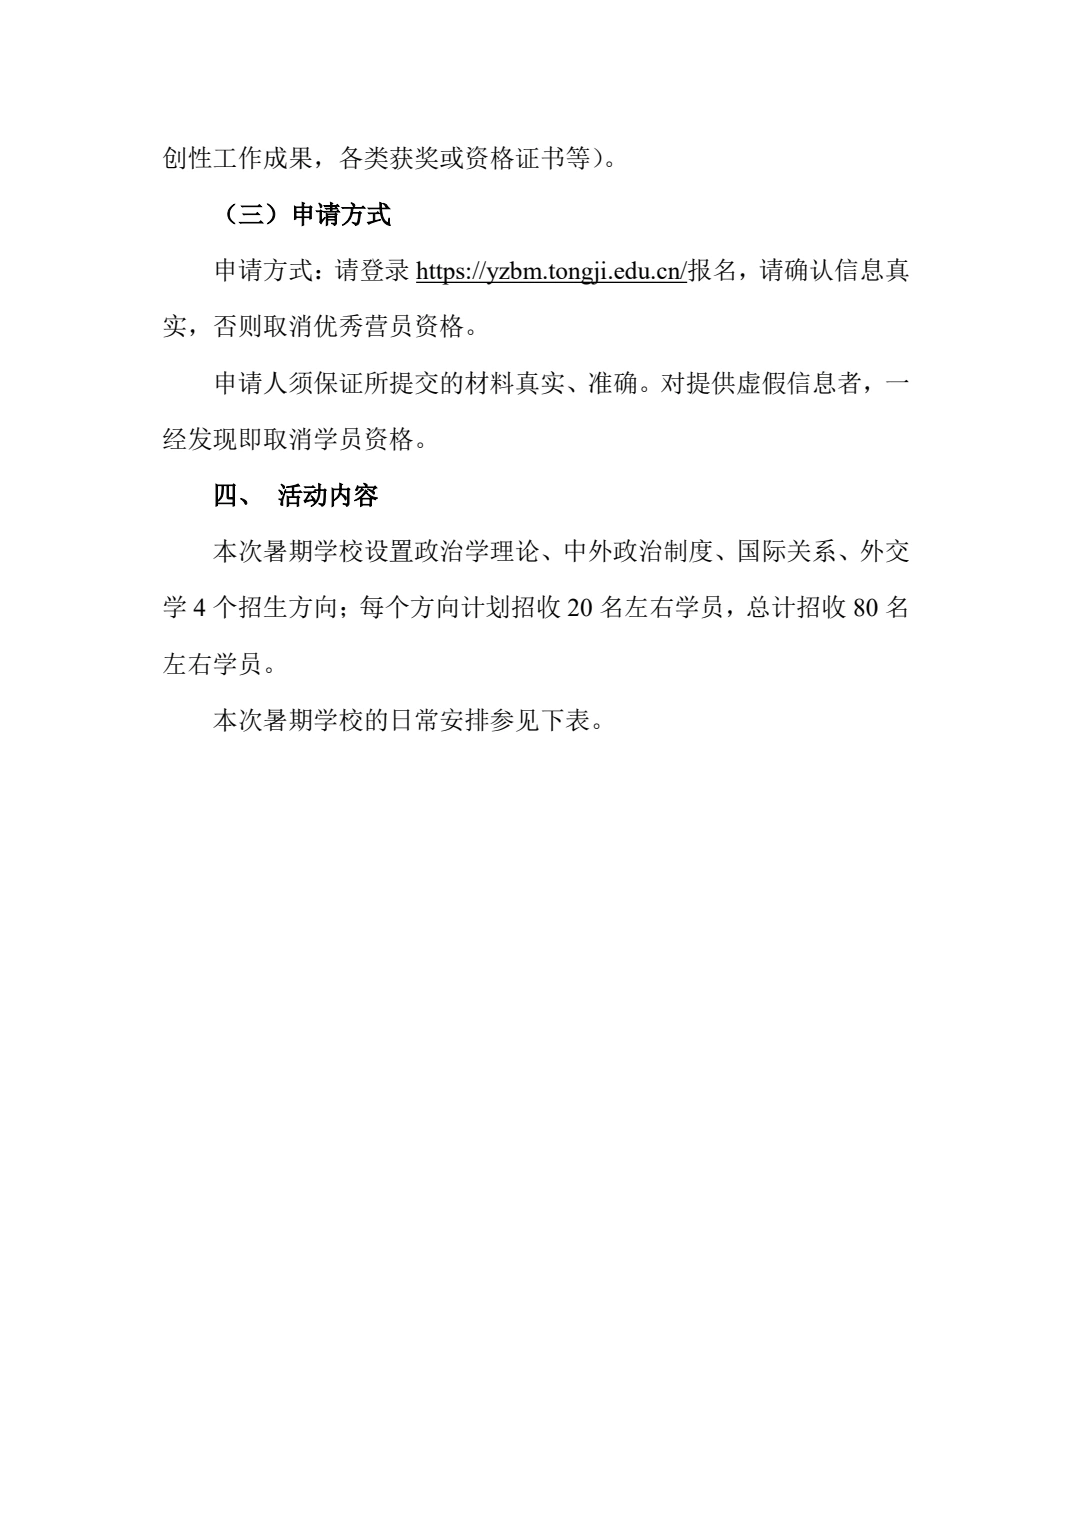 创性工作成果，各类获奖或资格证书等）。
（三）申请方式
申请方式：请登录 https://yzbm.tongji.edu.cn/报名，请确认信息真
实，否则取消优秀营员资格。
申请人须保证所提交的材料真实、准确。对提供虚假信息者，一
经发现即取消学员资格。
四、 活动内容
本次暑期学校设置政治学理论、中外政治制度、国际关系、外交
学 4 个招生方向；每个方向计划招收 20 名左右学员，总计招收 80 名
左右学员。
本次暑期学校的日常安排参见下表。